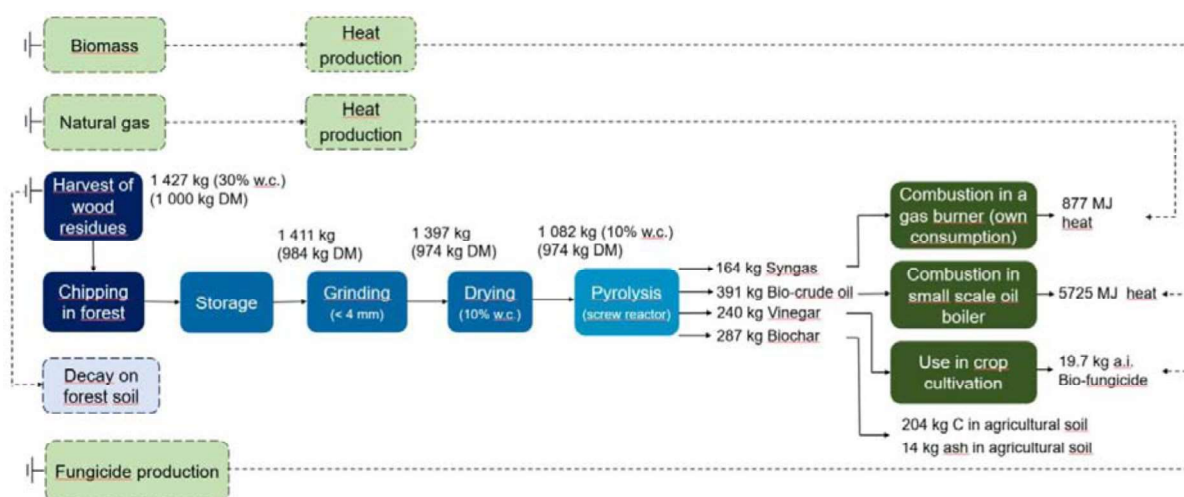 Biomass
Heat
production
Natural gas
Heat
production
Harvest of
wood
residues
1 427 kg (30% w.c.)
(1 000 kg DM)
Chipping
in forest
Storage
1 411 kg
(984 kg DM)
Grinding
(< 4 mm)
1 397 kg
(974 kg DM)
Drying
(10% w.c.)
1 082 kg (10% w.c.)
(974 kg DM)
Pyrolysis
(screw reactor)
164 kg Syngas
391 kg Bio-crude oil
240 kg Vinegar
287 kg Biochar
Combustion in a
gas burner (own
consumption)
877 MJ
heat
Combustion in
small scale oil
boiler
5725 MJ heat
Use in crop
cultivation
19.7 kg a.i.
Bio-fungicide
204 kg C in agricultural soil
14 kg ash in agricultural soil
Decay on
forest soil
Fungicide production